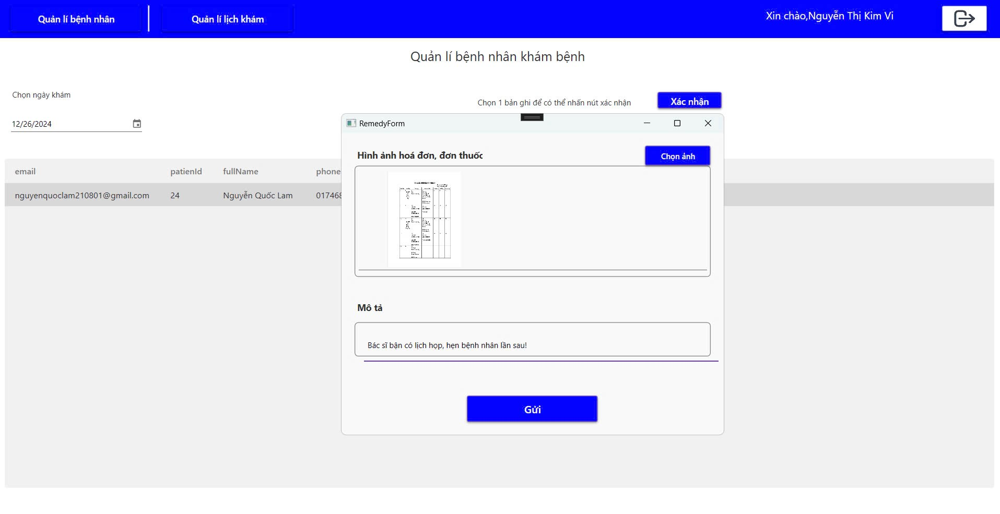 Quản lí bệnh nhân
Quản lí lịch khám
Xin chào,Nguyễn Thị Kim Vi
Quản lí bệnh nhân khám bệnh
Chọn ngày khám
Chọn 1 bản ghi để có thể nhấn nút xác nhận
Xác nhận
12/26/2024
RemedyForm
Hình ảnh hoá đơn, đơn thuốc
Chọn ảnh
email patienId fullName phone
nguyenquoclam210801@gmail.com 24 Nguyễn Quốc Lam 01746
Mô tả
Bác sĩ bận có lịch họp, hẹn bệnh nhân lần sau!
Gửi